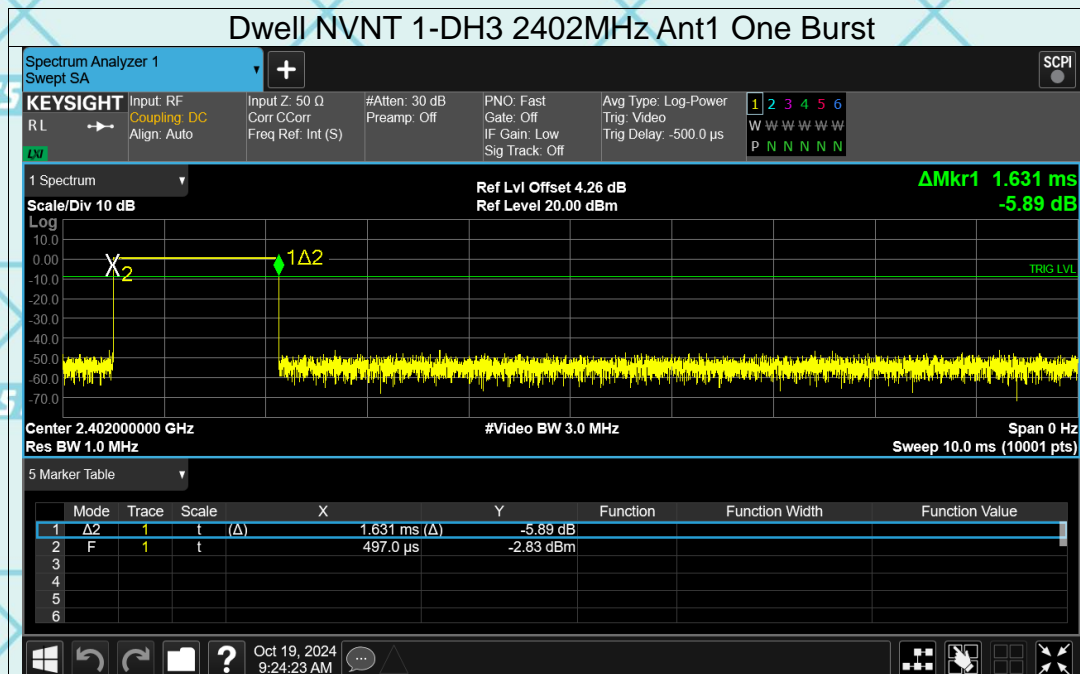 Dwell NVNT 1-DH3 2402MHz Ant1 One Burst
Spectrum Analyzer 1
Swept SA
+
SCPI
KEYSIGHT
RL
LXI
Input: RF
Coupling: DC
Align: Auto
Input Z: 50 Ω
Corr CCorr
Freq Ref: Int (S)
#Atten: 30 dB
Preamp: Off
PNO: Fast
Gate: Off
IF Gain: Low
Sig Track: Off
Avg Type: Log-Power
Trig: Video
Trig Delay: -500.0 µs
1 2 3 4 5 6
W W W W W W
P N N N N N
1 Spectrum
Scale/Div 10 dB
Ref Lvl Offset 4.26 dB
Ref Level 20.00 dBm
ΔMkr1 1.631 ms
-5.89 dB
Log
10.0
0.00
-10.0
-20.0
-30.0
-40.0
-50.0
-60.0
-70.0
X2
1Δ2
TRIG LVL
Center 2.402000000 GHz
#Video BW 3.0 MHz
Span 0 Hz
Res BW 1.0 MHz
Sweep 10.0 ms (10001 pts)
5 Marker Table
Mode Trace Scale X Y Function Function Width Function Value
1 Δ2 1 t (Δ) 1.631 ms (Δ) -5.89 dB
2 F 1 t 497.0 µs -2.83 dBm
3
4
5
6
?
Oct 19, 2024
9:24:23 AM